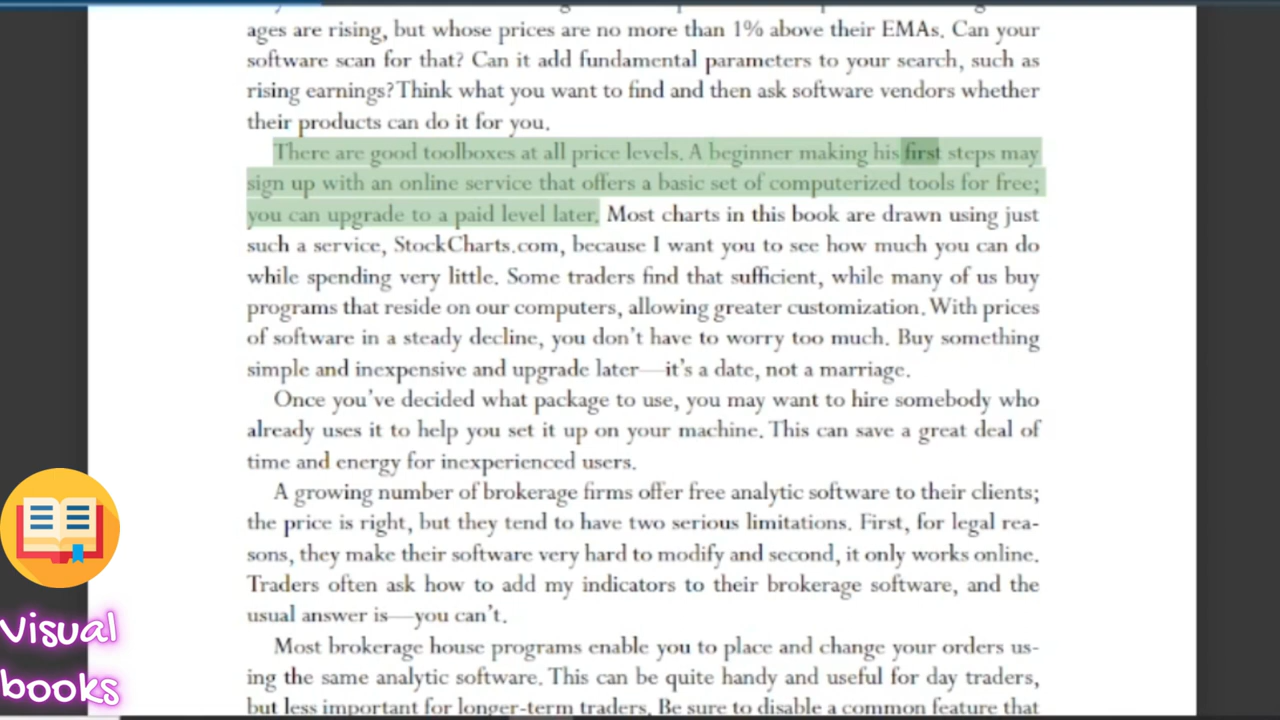 ages are rising, but whose prices are no more than 1% above their EMAs. Can your
software scan for that? Can it add fundamental parameters to your search, such as
rising earnings? Think what you want to find and then ask software vendors whether
their products can do it for you.
There are good toolboxes at all price levels. A beginner making his first steps may
sign up with an online service that offers a basic set of computerized tools for free;
you can upgrade to a paid level later. Most charts in this book are drawn using just
such a service, StockCharts.com, because I want you to see how much you can do
while spending very little. Some traders find that sufficient, while many of us buy
programs that reside on our computers, allowing greater customization. With prices
of software in a steady decline, you don't have to worry too much. Buy something
simple and inexpensive and upgrade later—it's a date, not a marriage.
Once you've decided what package to use, you may want to hire somebody who
already uses it to help you set it up on your machine. This can save a great deal of
time and energy for inexperienced users.
A growing number of brokerage firms offer free analytic software to their clients;
the price is right, but they tend to have two serious limitations. First, for legal rea-
sons, they make their software very hard to modify and second, it only works online.
Traders often ask how to add my indicators to their brokerage software, and the
usual answer is—you can't.
Most brokerage house programs enable you to place and change your orders us-
ing the same analytic software. This can be quite handy and useful for day traders,
but less important for longer-term traders. Be sure to disable a common feature that
Visual
books